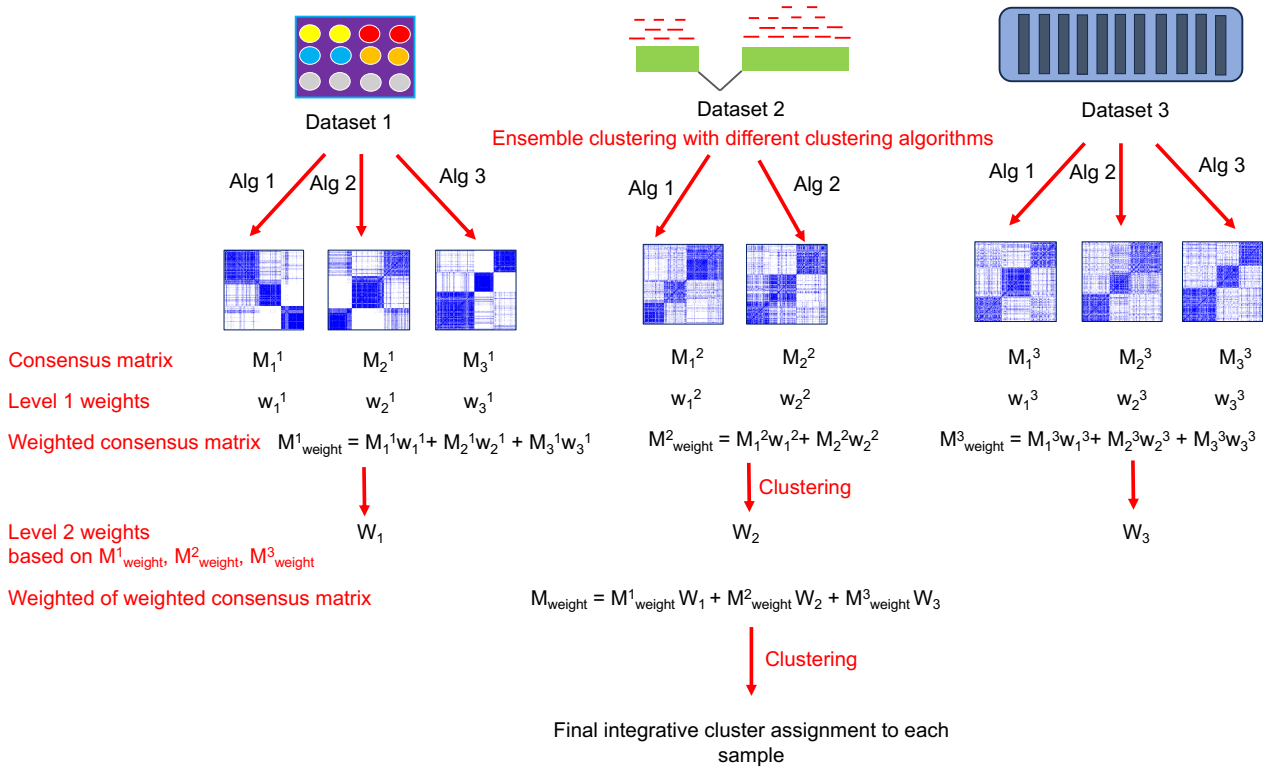 Dataset 1
Dataset 2
Dataset 3
Ensemble clustering with different clustering algorithms
Alg 1
Alg 2
Alg 3
Alg 1
Alg 2
Alg 1
Alg 2
Alg 3
Consensus matrix
M₁¹
M₂¹
M₃¹
M₁²
M₂²
M₁³
M₂³
M₃³
Level 1 weights
w₁¹
w₂¹
w₃¹
w₁²
w₂²
w₁³
w₂³
w₃³
Weighted consensus matrix
M¹weight = M₁¹w₁¹+ M₂¹w₂¹ + M₃¹w₃¹
M²weight = M₁²w₁²+ M₂²w₂²
M³weight = M₁³w₁³+ M₂³w₂³ + M₃³w₃³
Clustering
Level 2 weights
based on M¹weight, M²weight, M³weight
W₁
W₂
W₃
Weighted of weighted consensus matrix
Mweight = M¹weight W₁ + M²weight W₂ + M³weight W₃
Clustering
Final integrative cluster assignment to each
sample